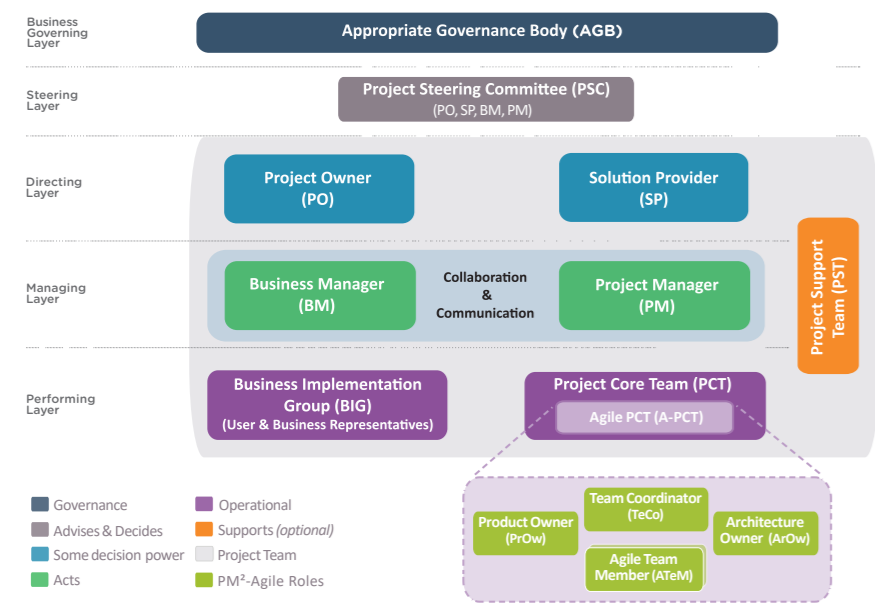 Business
Governing
Layer
Appropriate Governance Body (AGB)
Steering
Layer
Project Steering Committee (PSC)
(PO, SP, BM, PM)
Directing
Layer
Project Owner
(PO)
Solution Provider
(SP)
Project Support
Team (PST)
Managing
Layer
Business Manager
(BM)
Collaboration
&
Communication
Project Manager
(PM)
Performing
Layer
Business Implementation
Group (BIG)
(User & Business Representatives)
Project Core Team (PCT)
Agile PCT (A-PCT)
Product Owner
(PrOw)
Team Coordinator
(TeCo)
Architecture
Owner (ArOw)
Agile Team
Member (ATeM)
Governance
Advises & Decides
Some decision power
Acts
Operational
Supports (optional)
Project Team
PM²-Agile Roles